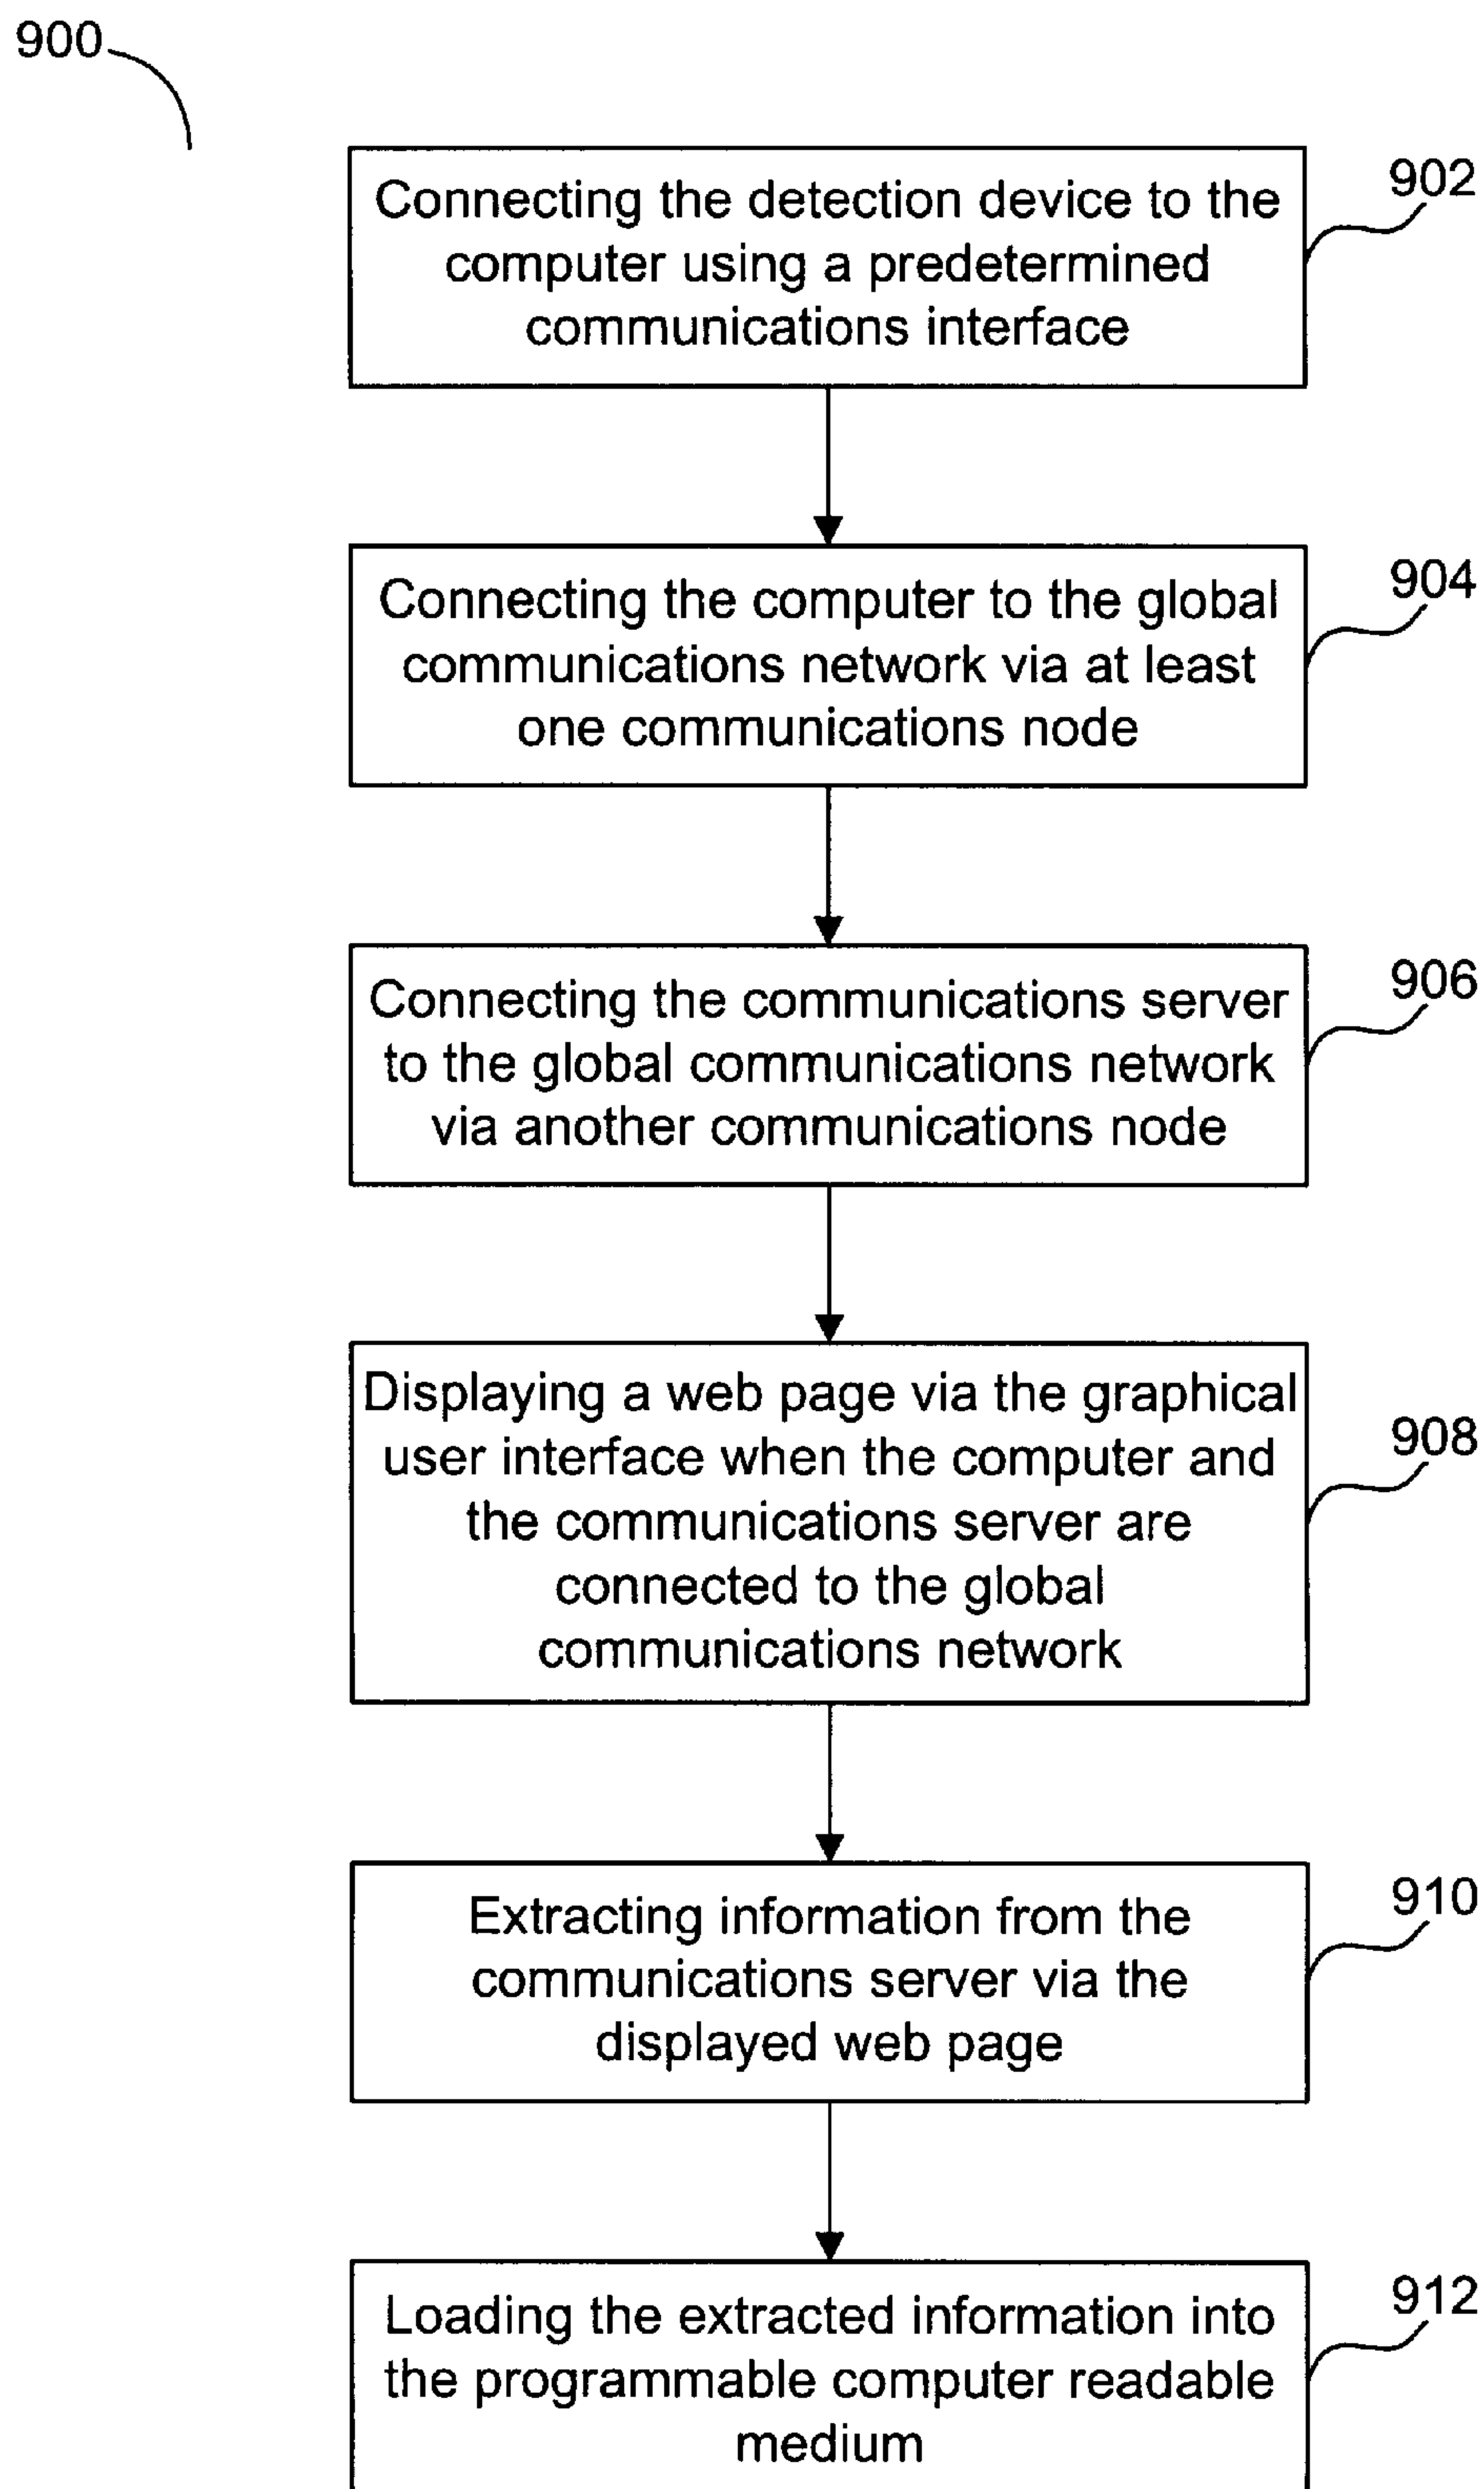 900
Connecting the detection device to the
computer using a predetermined
communications interface
902
Connecting the computer to the global
communications network via at least
one communications node
904
Connecting the communications server
to the global communications network
via another communications node
906
Displaying a web page via the graphical
user interface when the computer and
the communications server are
connected to the global
communications network
908
Extracting information from the
communications server via the
displayed web page
910
Loading the extracted information into
the programmable computer readable
medium
912